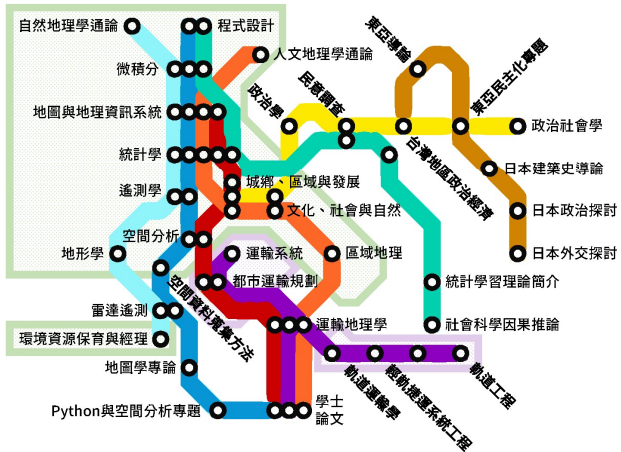 自然地理學通論
程式設計
人文地理學通論
微積分
東亞導論
東亞民主化專題
民意調查
政治學
地圖與地理資訊系統
政治社會學
台灣地區政治經濟
統計學
日本建築史導論
城鄉、區域與發展
遙測學
文化、社會與自然
日本政治探討
空間分析
地形學
運輸系統
區域地理
日本外交探討
都市運輸規劃
統計學習理論簡介
空間資料蒐集方法
雷達遙測
運輸地理學
社會科學因果推論
環境資源保育與經理
地圖學專論
軌道運輸學
輕軌捷運系統工程
軌道工程
Python與空間分析專題
學士
論文